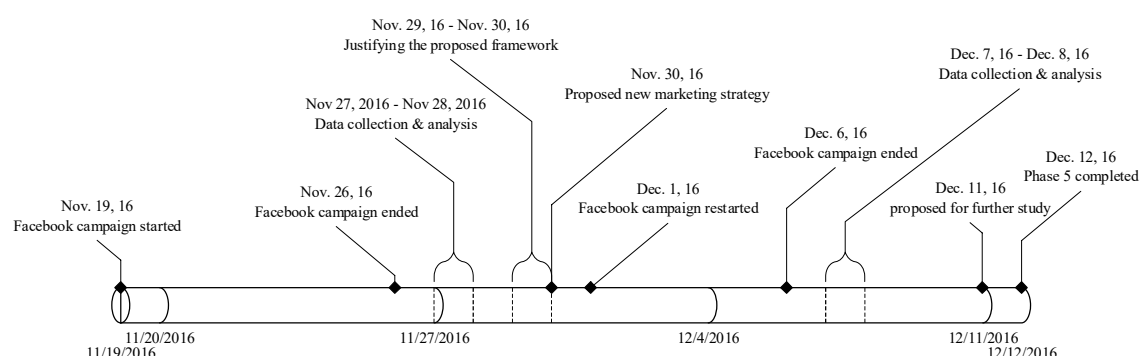 Nov. 29, 16 - Nov. 30, 16
Justifying the proposed framework
Dec. 7, 16 - Dec. 8, 16
Data collection & analysis
Nov. 30, 16
Proposed new marketing strategy
Nov 27, 2016 - Nov 28, 2016
Data collection & analysis
Dec. 6, 16
Facebook campaign ended
Dec. 12, 16
Phase 5 completed
Nov. 26, 16
Facebook campaign ended
Dec. 1, 16
Facebook campaign restarted
Dec. 11, 16
proposed for further study
Nov. 19, 16
Facebook campaign started
11/20/2016
11/27/2016
12/4/2016
12/11/2016
11/19/2016
12/12/2016